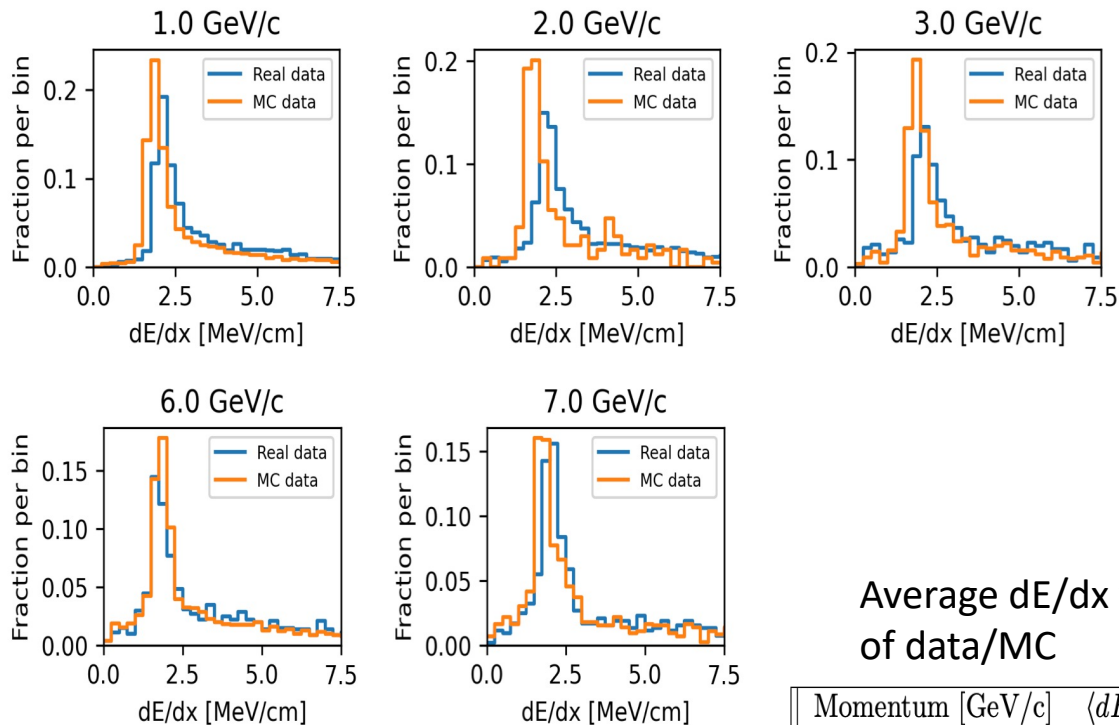 1.0 GeV/c
Fraction per bin
0.2
0.1
0.0
Real data
MC data
0.0 2.5 5.0 7.5
dE/dx [MeV/cm]
2.0 GeV/c
Fraction per bin
0.2
0.1
0.0
Real data
MC data
0.0 2.5 5.0 7.5
dE/dx [MeV/cm]
3.0 GeV/c
Fraction per bin
0.2
0.1
0.0
Real data
MC data
0.0 2.5 5.0 7.5
dE/dx [MeV/cm]
6.0 GeV/c
Fraction per bin
0.15
0.10
0.05
0.00
Real data
MC data
0.0 2.5 5.0 7.5
dE/dx [MeV/cm]
7.0 GeV/c
Fraction per bin
0.15
0.10
0.05
0.00
Real data
MC data
0.0 2.5 5.0 7.5
dE/dx [MeV/cm]
Average dE/dx
of data/MC
Momentum [GeV/c]